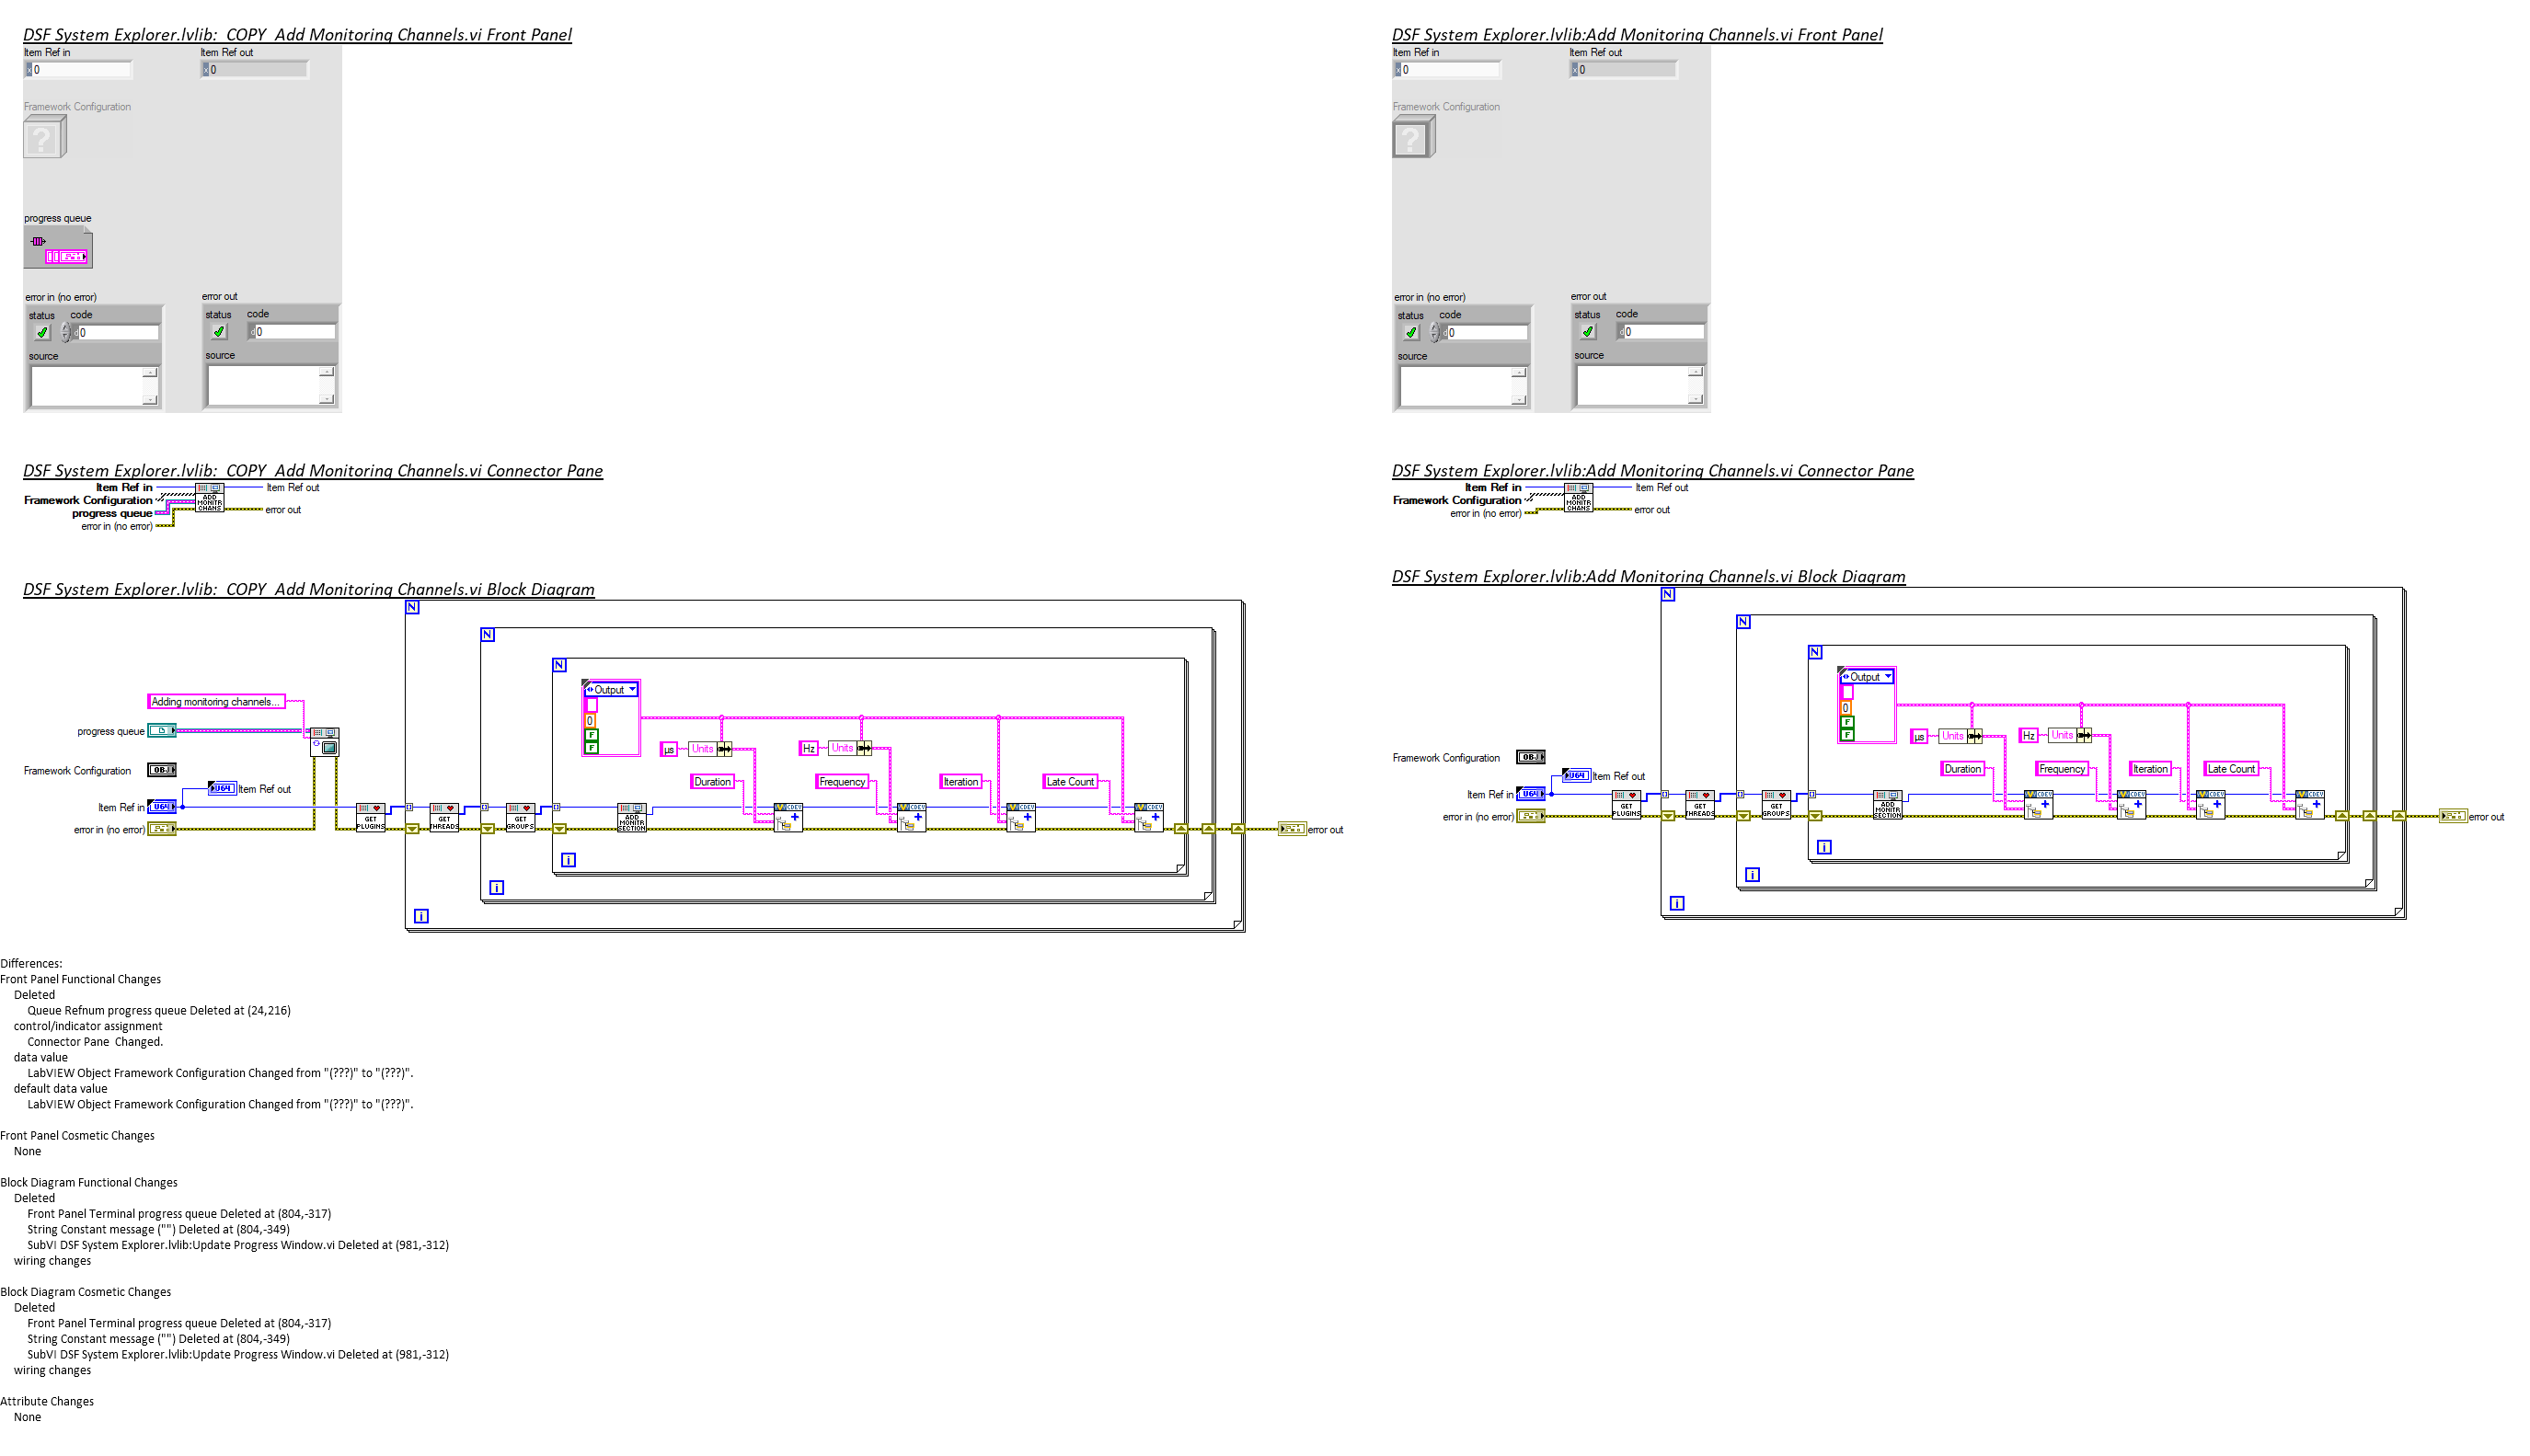 DSF System Explorer.lvlib:_COPY_Add Monitoring Channels.vi Front Panel
Item Ref in
Item Ref out
x 0
x 0
Framework Configuration
?
progress queue
error in (no error)
error out
status
code
status
code
d 0
d 0
source
source
DSF System Explorer.lvlib:_COPY_Add Monitoring Channels.vi Connector Pane
Item Ref in
Item Ref out
Framework Configuration
ADD
MONITR
CHANS
progress queue
error out
error in (no error)
DSF System Explorer.lvlib:_COPY_Add Monitoring Channels.vi Block Diagram
N
N
N
Output
Adding monitoring channels...
0
F
F
progress queue
µs
Units
Hz
Units
Framework Configuration
OBJ
Duration
Frequency
Iteration
Late Count
U64
Item Ref out
Item Ref in
U64
GET
PLUGINS
GET
THREADS
GET
GROUPS
ADD
MONITR
SECTION
CDEV
CDEV
CDEV
CDEV
error in (no error)
error out
i
i
i
DSF System Explorer.lvlib:Add Monitoring Channels.vi Front Panel
Item Ref in
Item Ref out
x 0
x 0
Framework Configuration
?
error in (no error)
error out
status
code
status
code
d 0
d 0
source
source
DSF System Explorer.lvlib:Add Monitoring Channels.vi Connector Pane
Item Ref in
Item Ref out
Framework Configuration
ADD
MONITR
CHANS
error in (no error)
error out
DSF System Explorer.lvlib:Add Monitoring Channels.vi Block Diagram
N
N
N
Output
0
F
F
µs
Units
Hz
Units
Framework Configuration
OBJ
Duration
Frequency
Iteration
Late Count
U64
Item Ref out
Item Ref in
U64
GET
PLUGINS
GET
THREADS
GET
GROUPS
ADD
MONITR
SECTION
CDEV
CDEV
CDEV
CDEV
error in (no error)
error out
i
i
i
Differences:
Front Panel Functional Changes
Deleted
Queue Refnum progress queue Deleted at (24,216)
control/indicator assignment
Connector Pane  Changed.
data value
LabVIEW Object Framework Configuration Changed from "(???)" to "(???)".
default data value
LabVIEW Object Framework Configuration Changed from "(???)" to "(???)".
Front Panel Cosmetic Changes
None
Block Diagram Functional Changes
Deleted
Front Panel Terminal progress queue Deleted at (804,-317)
String Constant message ("") Deleted at (804,-349)
SubVI DSF System Explorer.lvlib:Update Progress Window.vi Deleted at (981,-312)
wiring changes
Block Diagram Cosmetic Changes
Deleted
Front Panel Terminal progress queue Deleted at (804,-317)
String Constant message ("") Deleted at (804,-349)
SubVI DSF System Explorer.lvlib:Update Progress Window.vi Deleted at (981,-312)
wiring changes
Attribute Changes
None